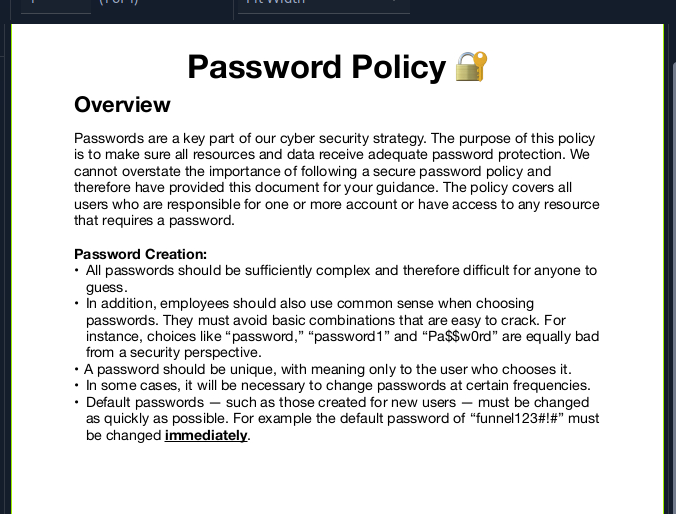 Password Policy 🔐
Overview
Passwords are a key part of our cyber security strategy. The purpose of this policy
is to make sure all resources and data receive adequate password protection. We
cannot overstate the importance of following a secure password policy and
therefore have provided this document for your guidance. The policy covers all
users who are responsible for one or more account or have access to any resource
that requires a password.
Password Creation:
• All passwords should be sufficiently complex and therefore difficult for anyone to
guess.
• In addition, employees should also use common sense when choosing
passwords. They must avoid basic combinations that are easy to crack. For
instance, choices like “password,” “password1” and “Pa$$w0rd” are equally bad
from a security perspective.
• A password should be unique, with meaning only to the user who chooses it.
• In some cases, it will be necessary to change passwords at certain frequencies.
• Default passwords — such as those created for new users — must be changed
as quickly as possible. For example the default password of “funnel123#!#” must
be changed immediately.